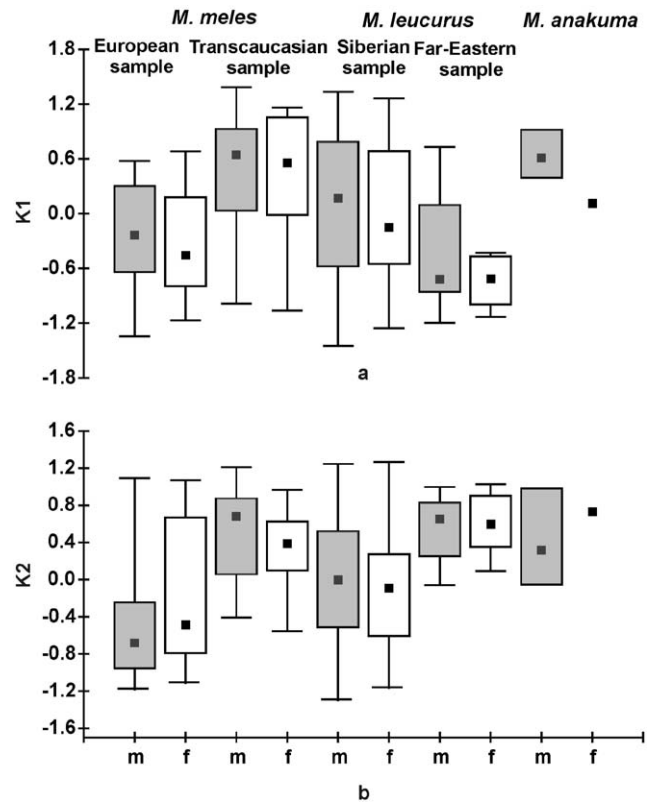 a
M. meles M. leucurus M. anakuma
European sample Transcaucasian sample Siberian sample Far-Eastern sample
1.8
1.2
0.6
0.0
-0.6
-1.2
-1.8
K1
a
b
1.6
1.2
0.8
0.4
0.0
-0.4
-0.8
-1.2
-1.6
K2
m f m f m f m f m f
b